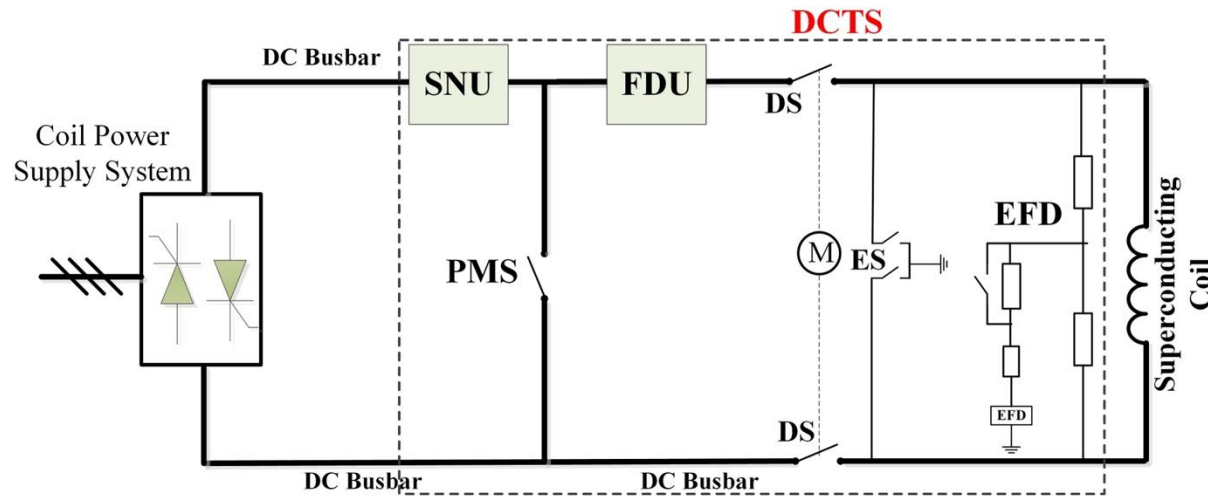 DCTS
DC Busbar
SNU
FDU
DS
Coil Power
Supply System
EFD
PMS
M
ES
Superconducting
Coil
EFD
DS
DC Busbar
DC Busbar